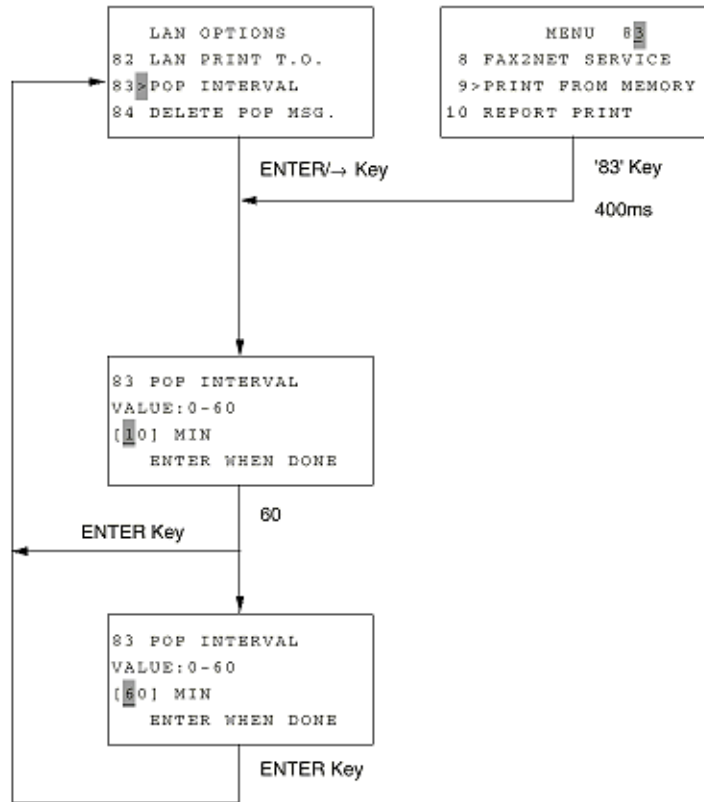 LAN OPTIONS
82 LAN PRINT T.O.
83>POP INTERVAL
84 DELETE POP MSG.
MENU 83
8 FAX2NET SERVICE
9>PRINT FROM MEMORY
10 REPORT PRINT
ENTER/→ Key
'83' Key
400ms
83 POP INTERVAL
VALUE:0-60
[10] MIN
ENTER WHEN DONE
60
ENTER Key
83 POP INTERVAL
VALUE:0-60
[60] MIN
ENTER WHEN DONE
ENTER Key